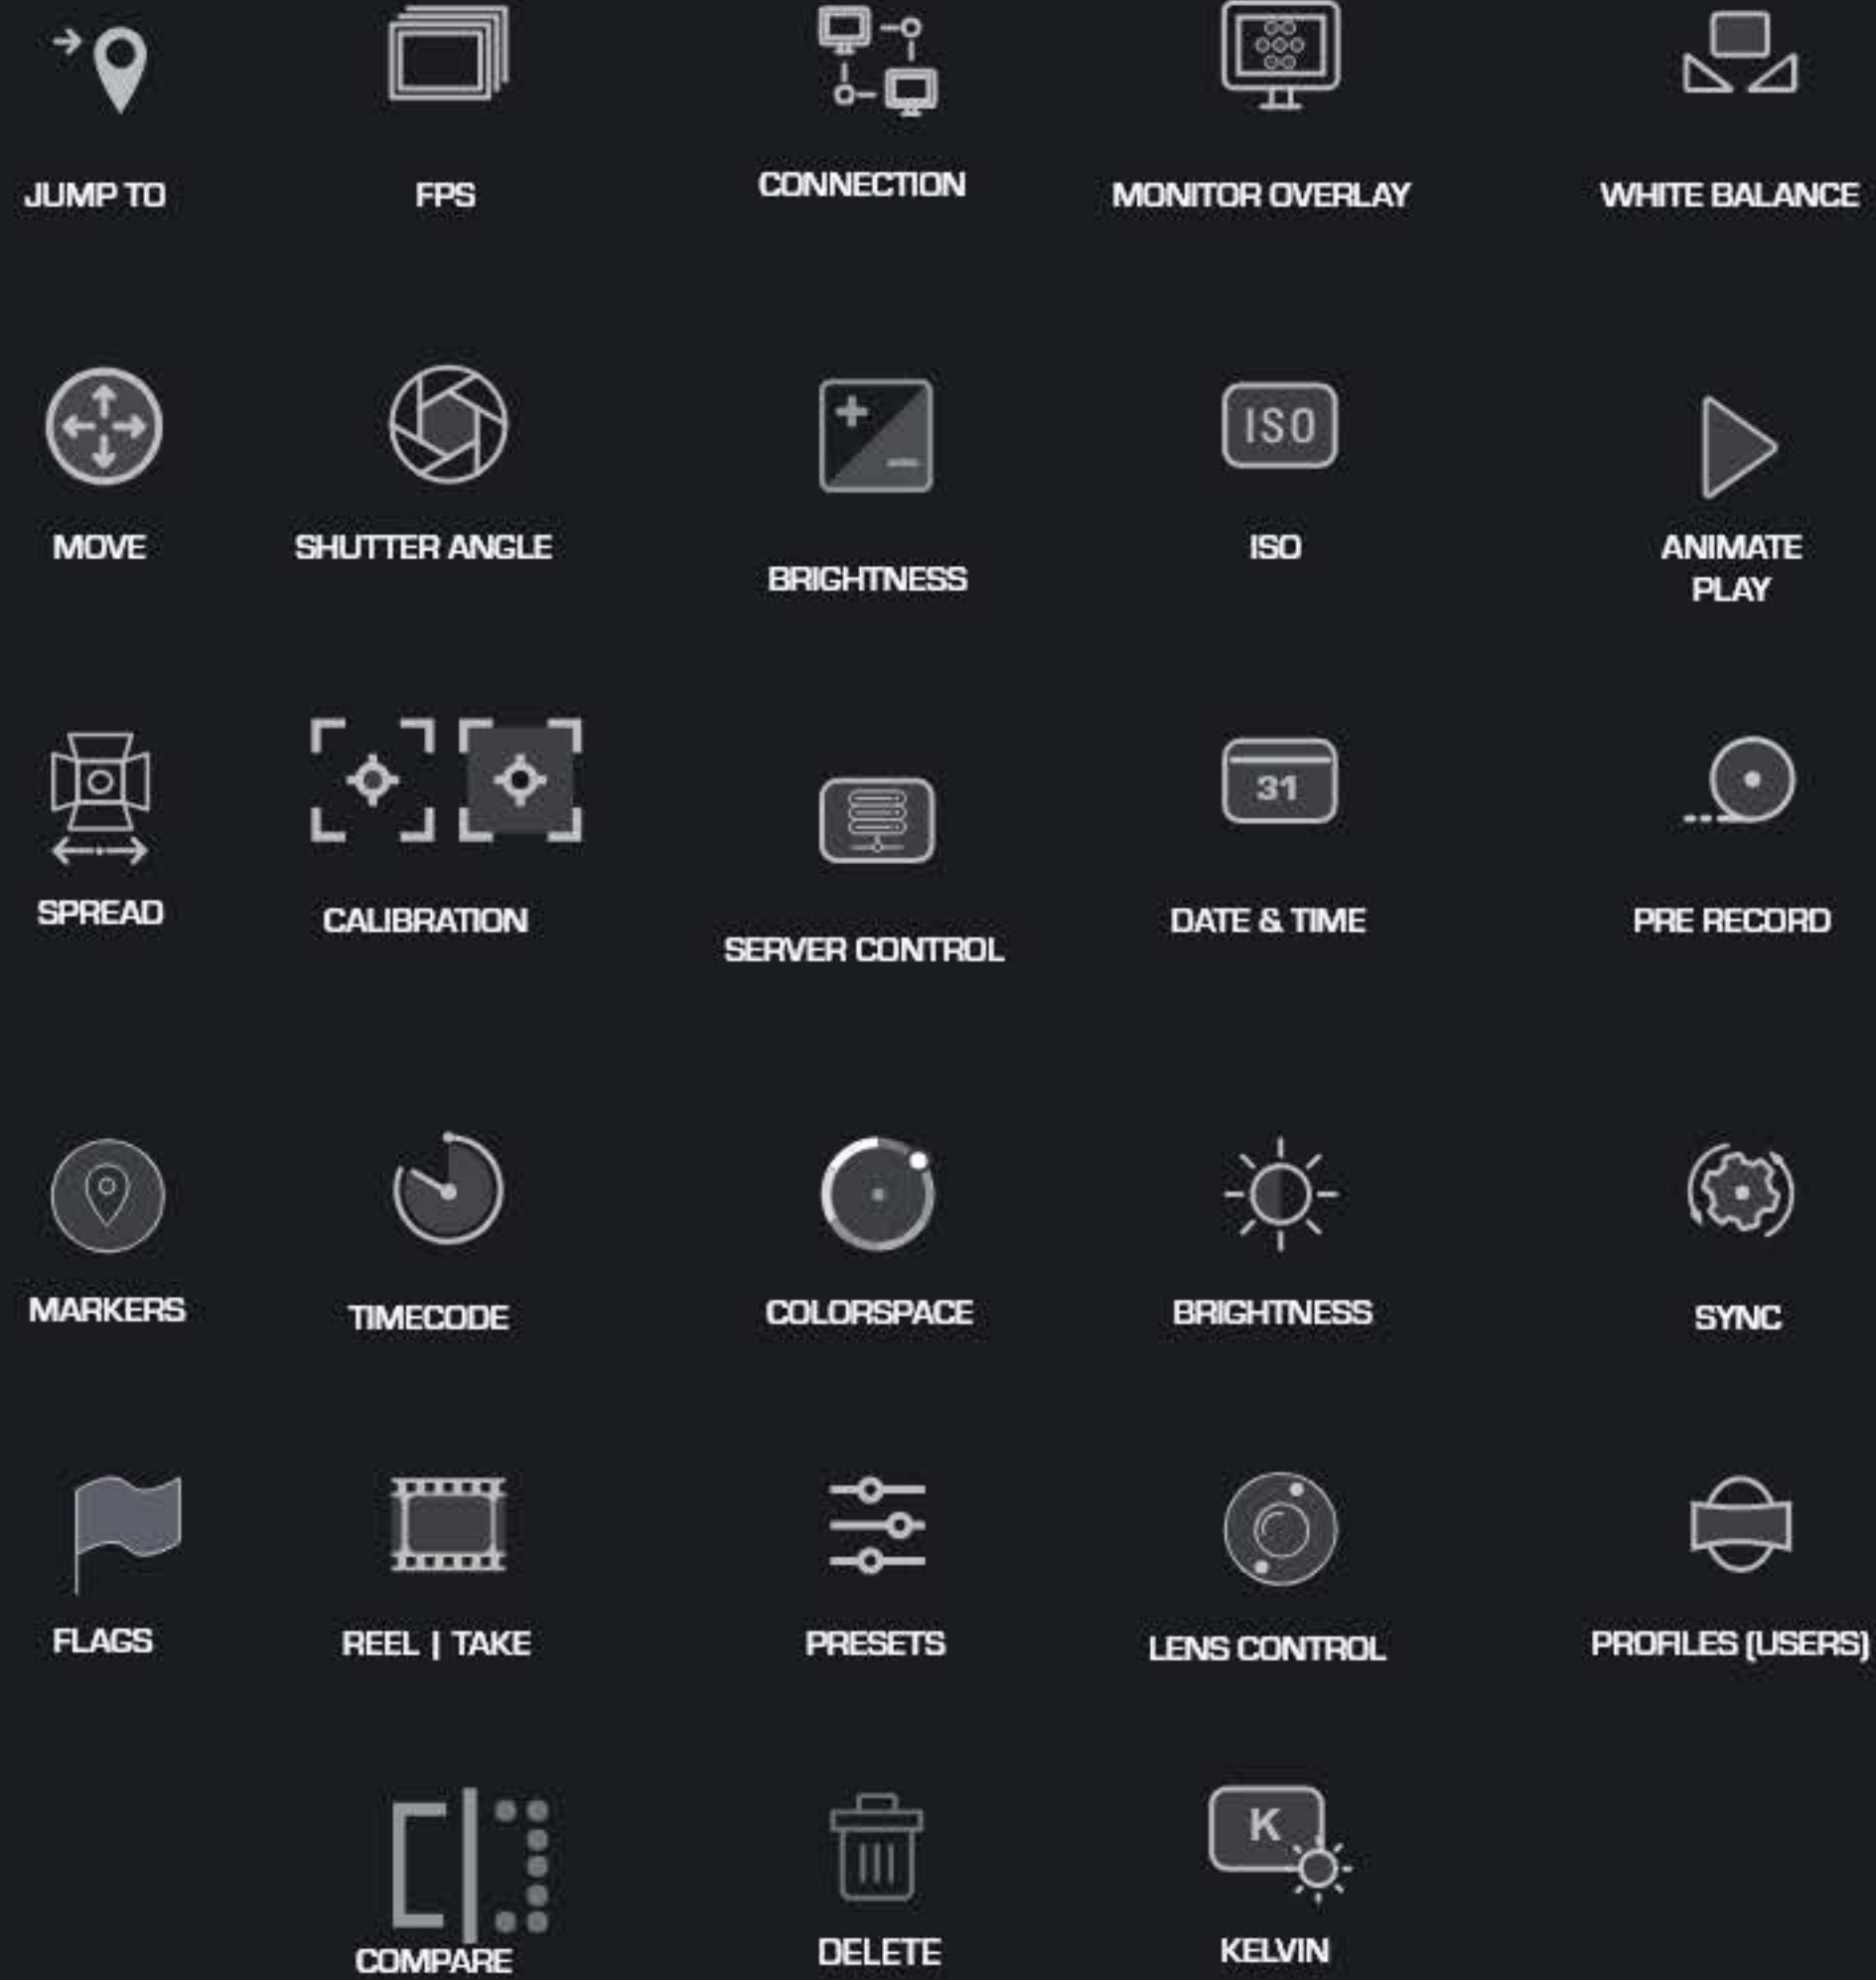 JUMP TO
FPS
CONNECTION
MONITOR OVERLAY
WHITE BALANCE
MOVE
SHUTTER ANGLE
BRIGHTNESS
ISO
ISO
ANIMATE
PLAY
SPREAD
CALIBRATION
SERVER CONTROL
31
DATE & TIME
PRE RECORD
MARKERS
TIMECODE
COLORSPACE
BRIGHTNESS
SYNC
FLAGS
REEL | TAKE
PRESETS
LENS CONTROL
PROFILES (USERS)
COMPARE
DELETE
K
KELVIN